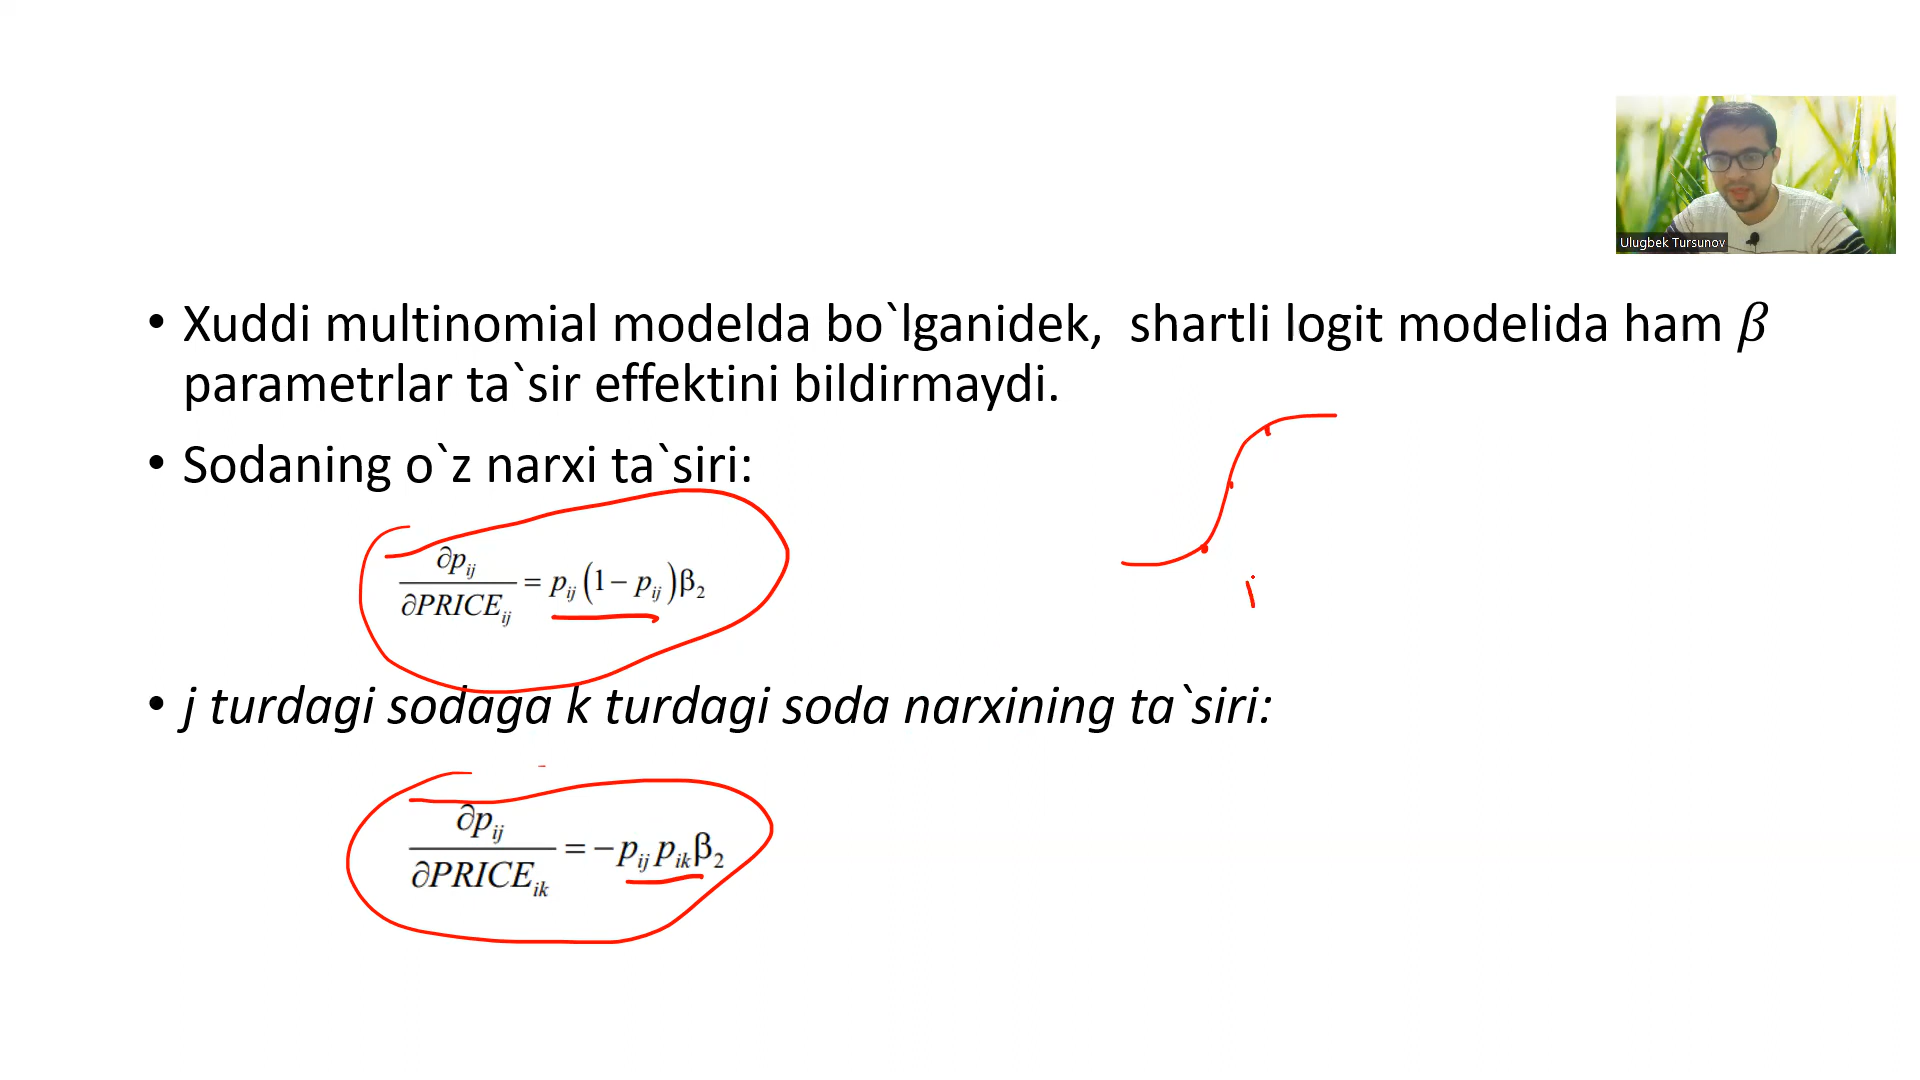 Ulugbek Tursunov
• Xuddi multinomial modelda bo`lganidek, shartli logit modelida ham β
parametrlar ta`sir effektini bildirmaydi.
• Sodaning o`z narxi ta`siri:
∂p_ij / ∂PRICE_ij = p_ij (1 − p_ij) β_2
i
• j turdagi sodaga k turdagi soda narxining ta`siri:
∂p_ij / ∂PRICE_ik = −p_ij p_ik β_2